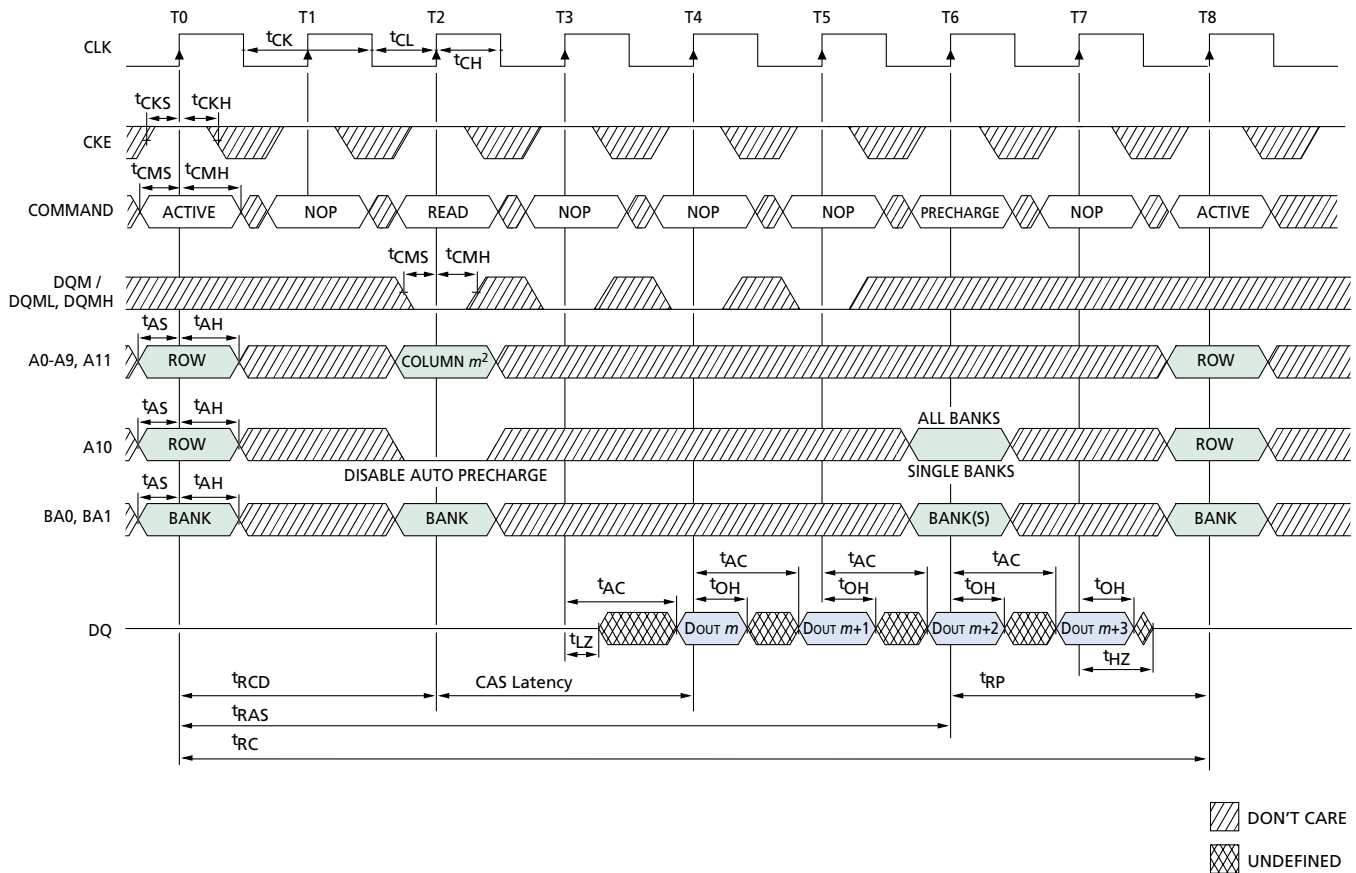 T0 T1 T2 T3 T4 T5 T6 T7 T8
CLK
tCK tCL
tCH
tCKS tCKH
CKE
tCMS tCMH
COMMAND ACTIVE NOP READ NOP NOP NOP PRECHARGE NOP ACTIVE
tCMS tCMH
DQM /
DQML, DQMH
tAS tAH
A0-A9, A11 ROW COLUMN m2 ROW
tAS tAH
ALL BANKS
A10 ROW ROW
DISABLE AUTO PRECHARGE SINGLE BANKS
tAS tAH
BA0, BA1 BANK BANK BANK(S) BANK
tAC tAC tAC tAC
tOH tOH tOH tOH
DQ DOUT m DOUT m+1 DOUT m+2 DOUT m+3
tLZ tHZ
tRCD CAS Latency tRP
tRAS
tRC
DON'T CARE
UNDEFINED